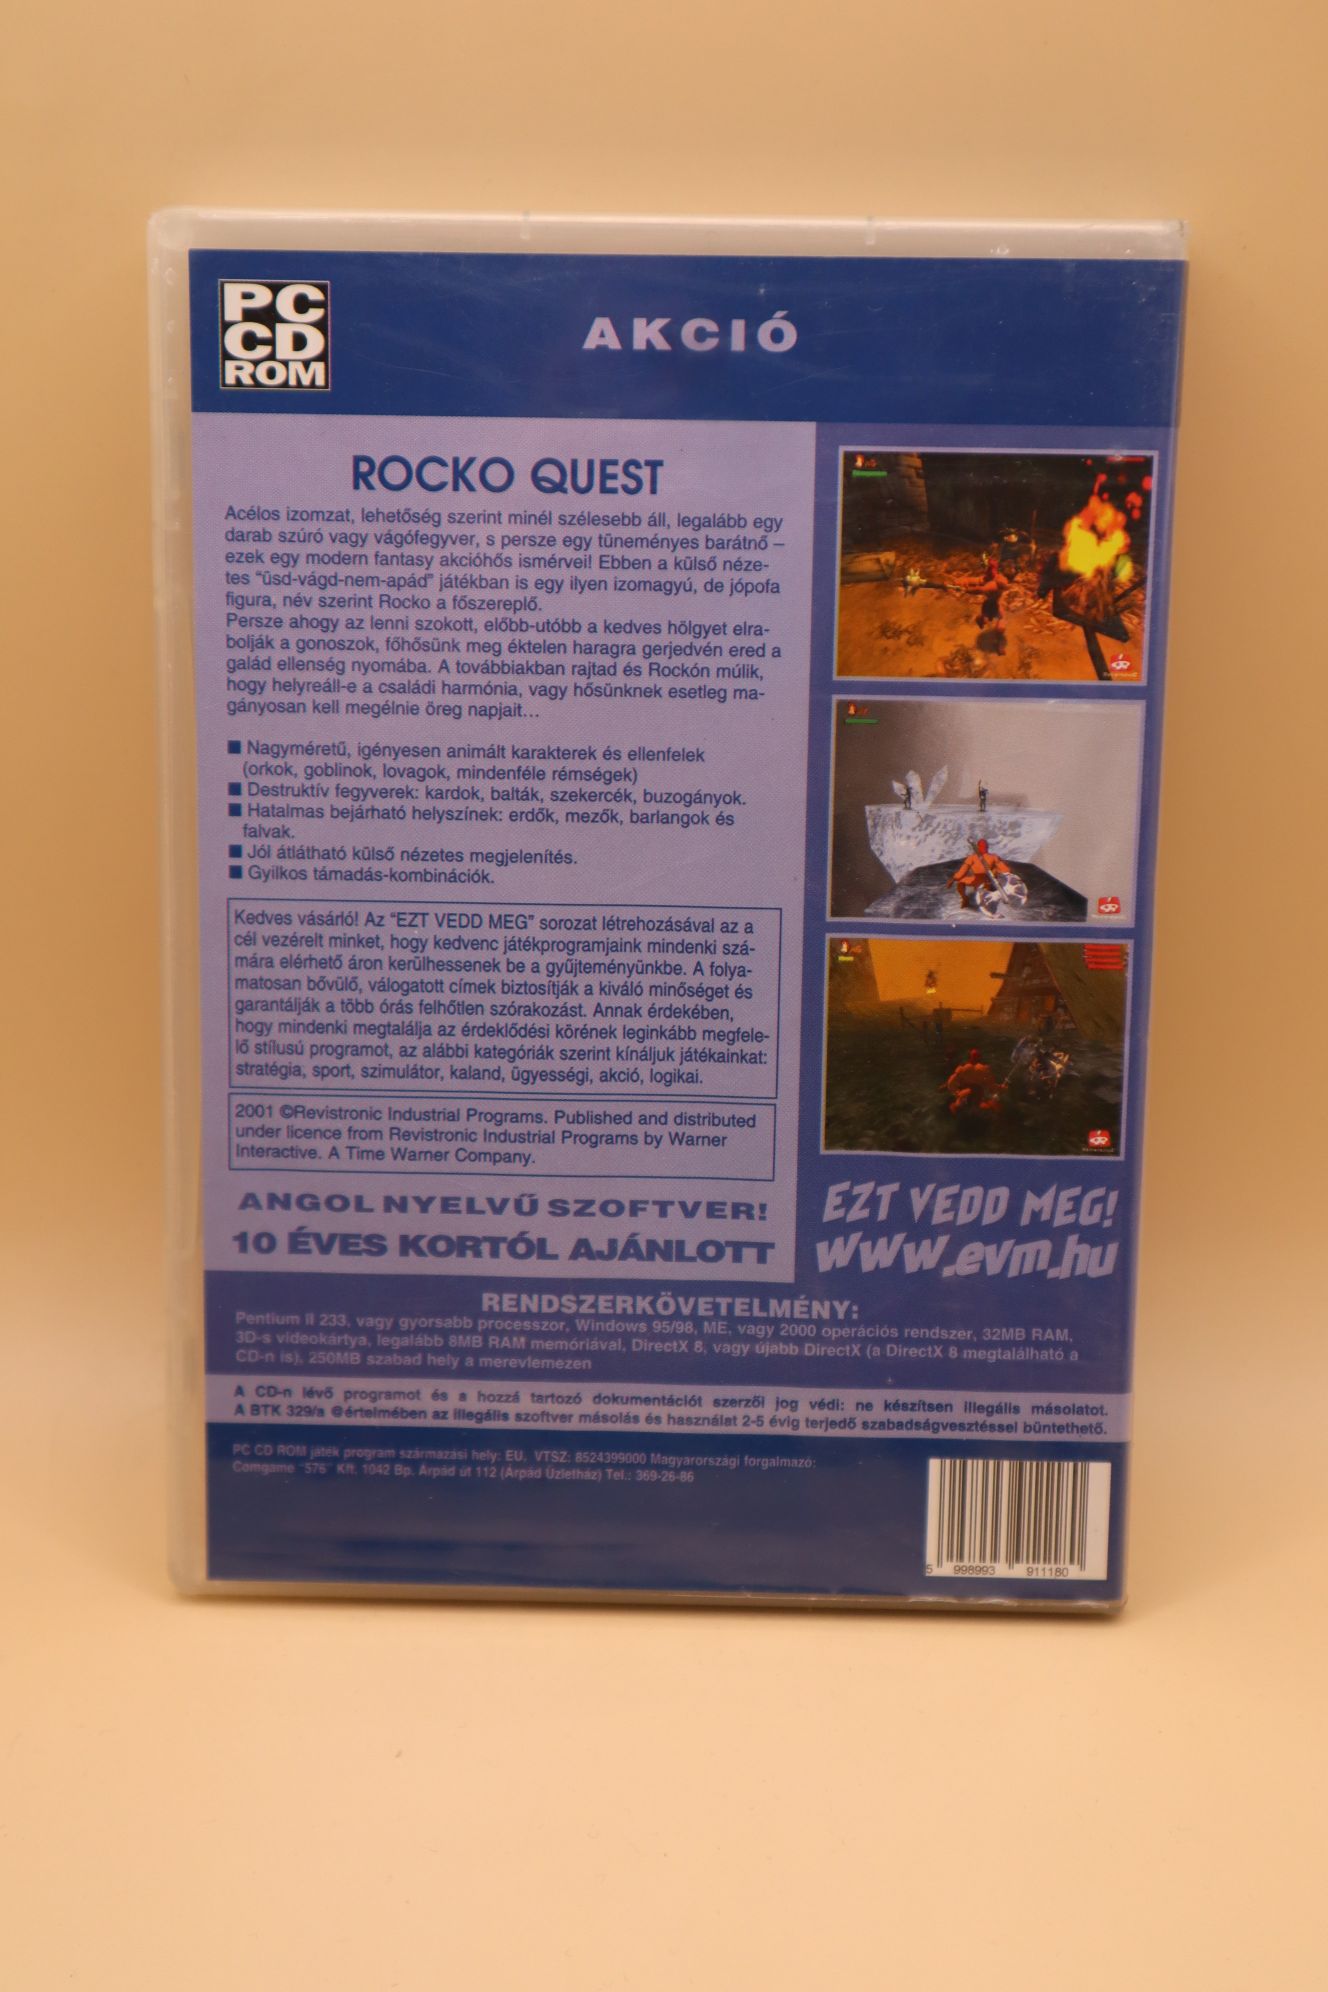 PC
CD
ROM
AKCIÓ
ROCKO QUEST
Acélos izomzat, lehetőség szerint minél szélesebb áll, legalább egy
darab szúró vagy vágófegyver, s persze egy tüneményes barátnő –
ezek egy modern fantasy akcióhős ismérvei! Ebben a külső néze-
tes "üsd-vágd-nem-apád" játékban is egy ilyen izomagyú, de jópofa
figura, név szerint Rocko a főszereplő.
Persze ahogy az lenni szokott, előbb-utóbb a kedves hölgyet elra-
bolják a gonoszok, főhősünk meg éktelen haragra gerjedvén ered a
galád ellenség nyomába. A továbbiakban rajtad és Rockón múlik,
hogy helyreáll-e a családi harmónia, vagy hősünknek esetleg ma-
gányosan kell megélnie öreg napjait...
■ Nagyméretű, igényesen animált karakterek és ellenfelek
(orkok, goblinok, lovagok, mindenféle rémségek)
■ Destruktív fegyverek: kardok, balták, szekercék, buzogányok.
■ Hatalmas bejárható helyszínek: erdők, mezők, barlangok és
falvak.
■ Jól átlátható külső nézetes megjelenítés.
■ Gyilkos támadás-kombinációk.
Kedves vásárló! Az "EZT VEDD MEG" sorozat létrehozásával az a
cél vezérelt minket, hogy kedvenc játékprogramjaink mindenki szá-
mára elérhető áron kerülhessenek be a gyűjteményünkbe. A folya-
matosan bővülő, válogatott címek biztosítják a kiváló minőséget és
garantálják a több órás felhőtlen szórakozást. Annak érdekében,
hogy mindenki megtalálja az érdeklődési körének leginkább megfele-
lő stílusú programot, az alábbi kategóriák szerint kínáljuk játékainkat:
stratégia, sport, szimulátor, kaland, ügyességi, akció, logikai.
2001 ©Revistronic Industrial Programs. Published and distributed
under licence from Revistronic Industrial Programs by Warner
Interactive. A Time Warner Company.
ANGOL NYELVŰ SZOFTVER!
10 ÉVES KORTÓL AJÁNLOTT
EZT VEDD MEG!
www.evm.hu
RENDSZERKÖVETELMÉNY:
Pentium II 233, vagy gyorsabb processzor, Windows 95/98, ME, vagy 2000 operációs rendszer, 32MB RAM,
3D-s videokártya, legalább 8MB RAM memóriával, DirectX 8, vagy újabb DirectX (a DirectX 8 megtalálható a
CD-n is), 250MB szabad hely a merevlemezen
A CD-n lévő programot és a hozzá tartozó dokumentációt szerzői jog védi: ne készítsen illegális másolatot.
A BTK 329/a @értelmében az illegális szoftver másolás és használat 2-5 évig terjedő szabadságvesztéssel büntethető.
PC CD ROM játék program származási hely: EU, VTSZ: 8524399000 Magyarországi forgalmazó:
Comgame "576" Kft. 1042 Bp. Árpád út 112 (Árpád Üzletház) Tel.: 369-26-86
5 998993 911180